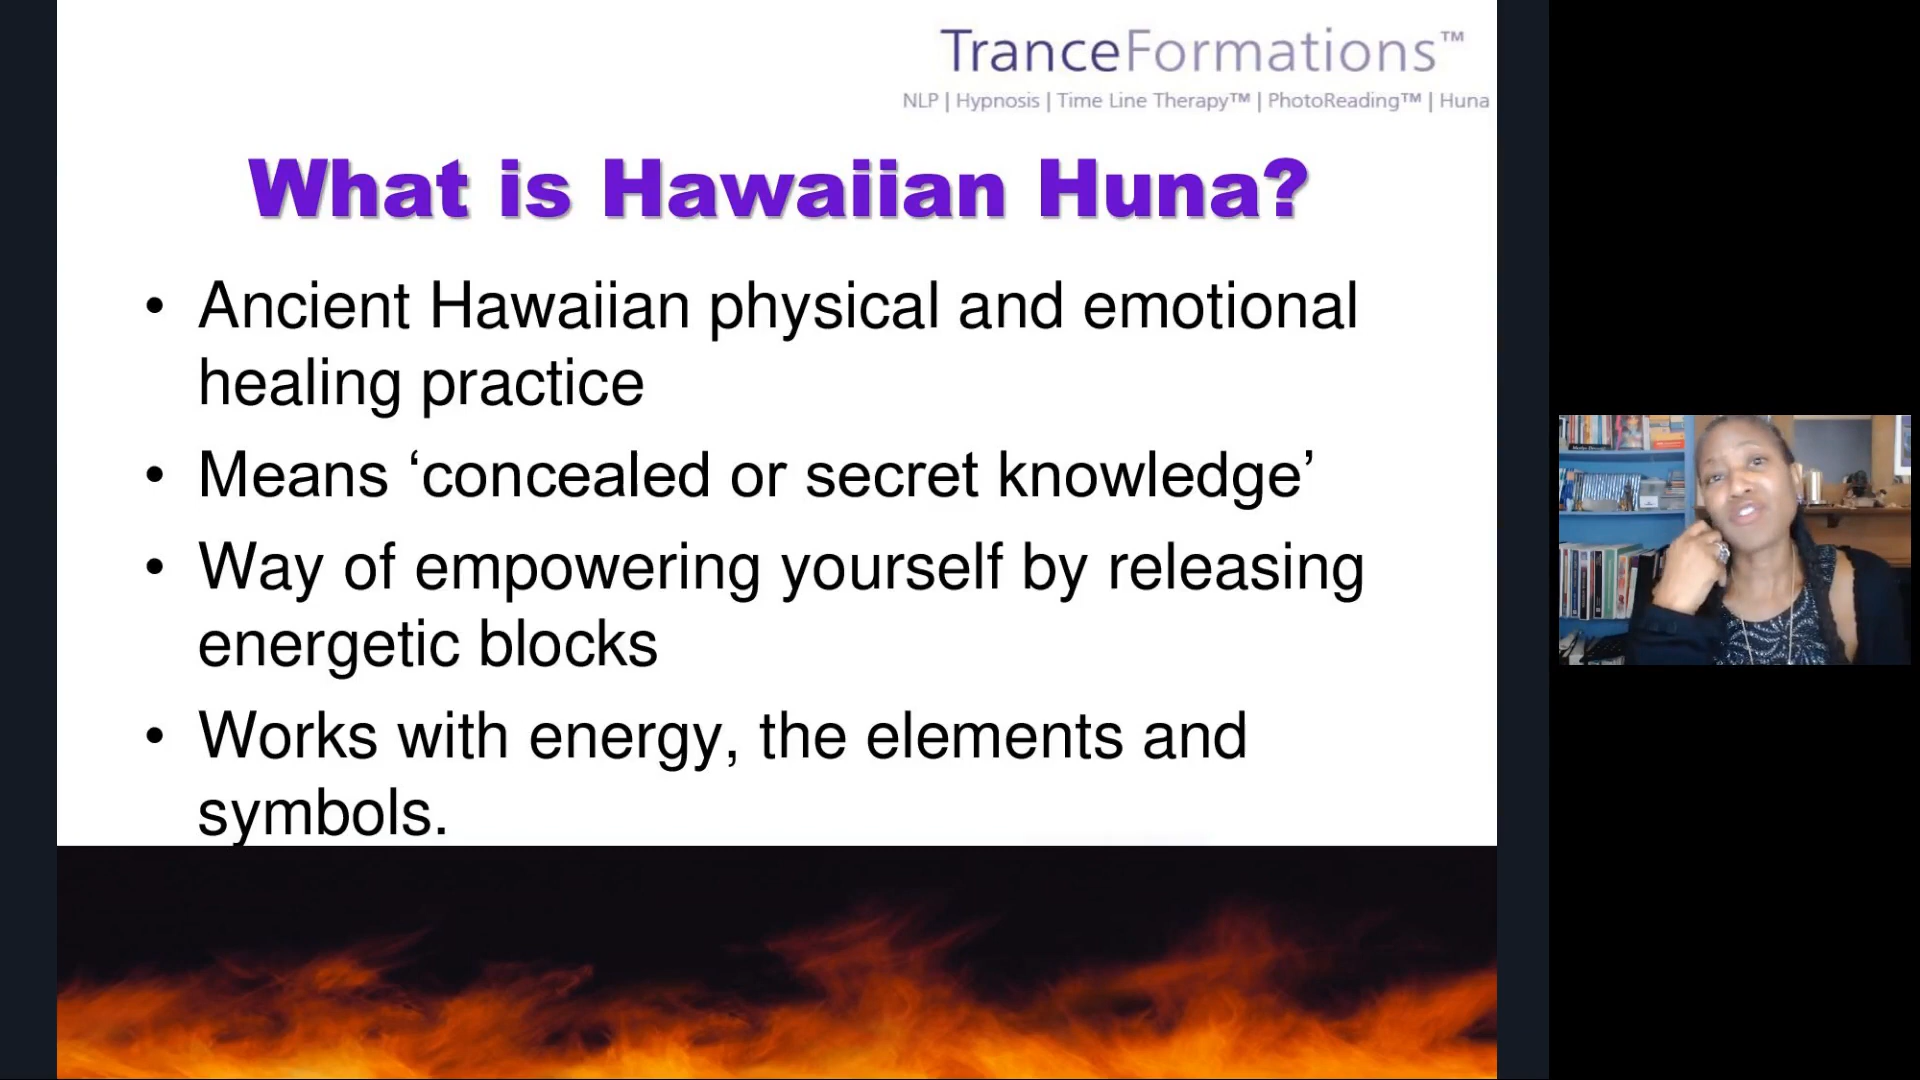 TranceFormations™
NLP | Hypnosis | Time Line Therapy™ | PhotoReading™ | Huna
What is Hawaiian Huna?
• Ancient Hawaiian physical and emotional
healing practice
• Means ‘concealed or secret knowledge’
• Way of empowering yourself by releasing
energetic blocks
• Works with energy, the elements and
symbols.